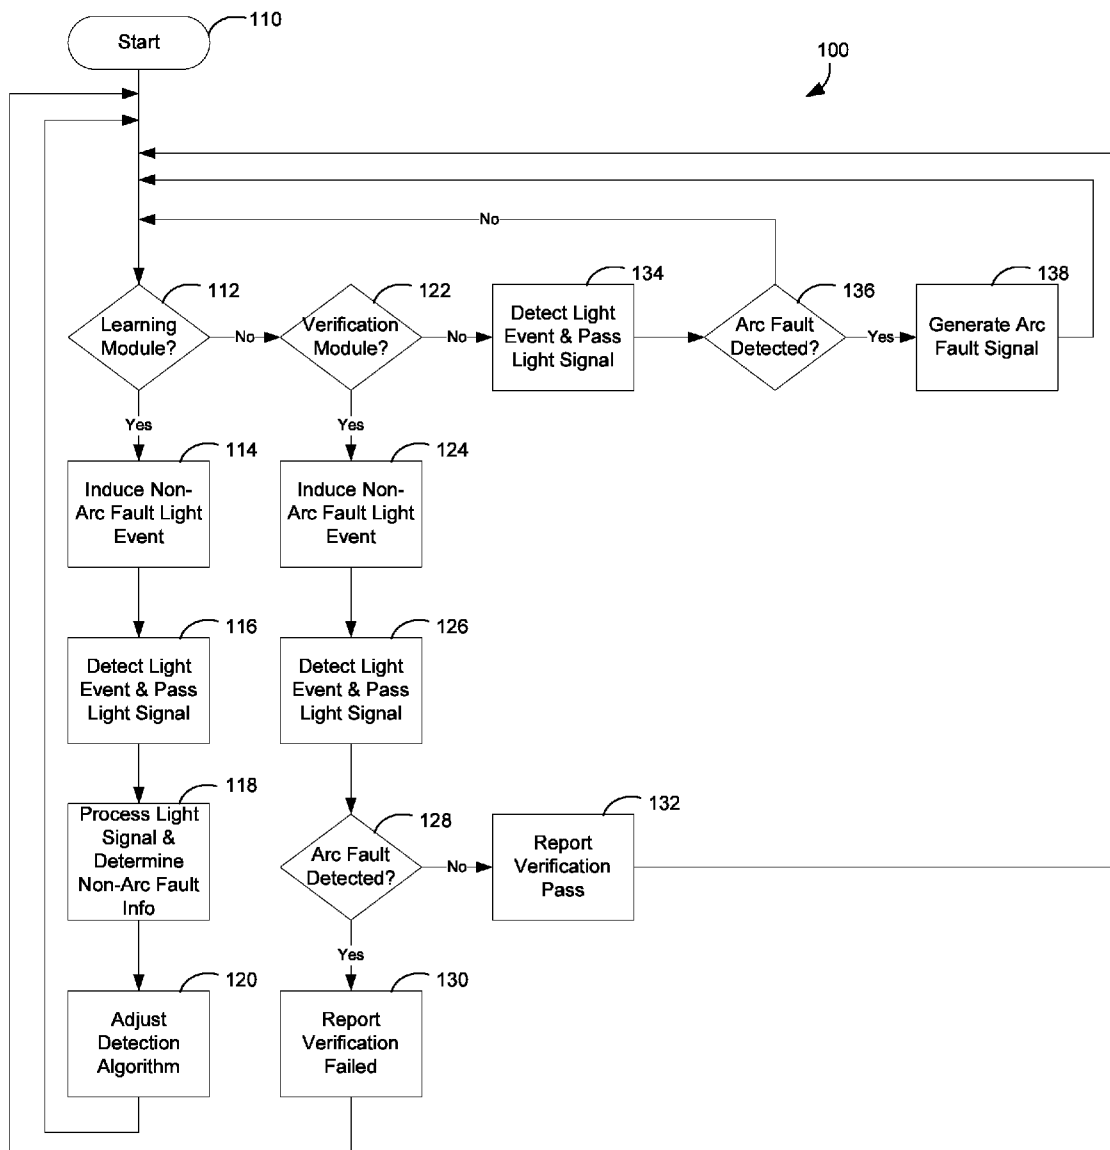 110
Start
100
No
112
Learning
Module?
No
122
Verification
Module?
No
134
Detect Light
Event & Pass
Light Signal
136
Arc Fault
Detected?
Yes
138
Generate Arc
Fault Signal
Yes
Yes
114
Induce Non-
Arc Fault Light
Event
124
Induce Non-
Arc Fault Light
Event
116
Detect Light
Event & Pass
Light Signal
126
Detect Light
Event & Pass
Light Signal
118
Process Light
Signal &
Determine
Non-Arc Fault
Info
128
Arc Fault
Detected?
No
132
Report
Verification
Pass
Yes
120
Adjust
Detection
Algorithm
130
Report
Verification
Failed